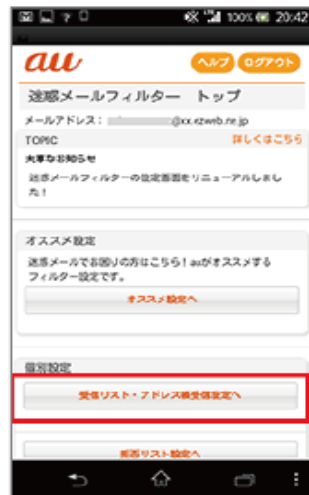 100% 20:42
au
ヘルプ ログアウト
迷惑メールフィルター トップ
メールアドレス: @xx.ezweb.ne.jp
TOPIC 詳しくはこちら
大事なお知らせ
迷惑メールフィルターの設定画面をリニューアルしまし
た!
オススメ設定
迷惑メールでお困りの方はこちら!auがオススメする
フィルター設定です。
オススメ設定へ
個別設定
受信リスト・アドレス帳受信設定へ
拒否リスト設定へ